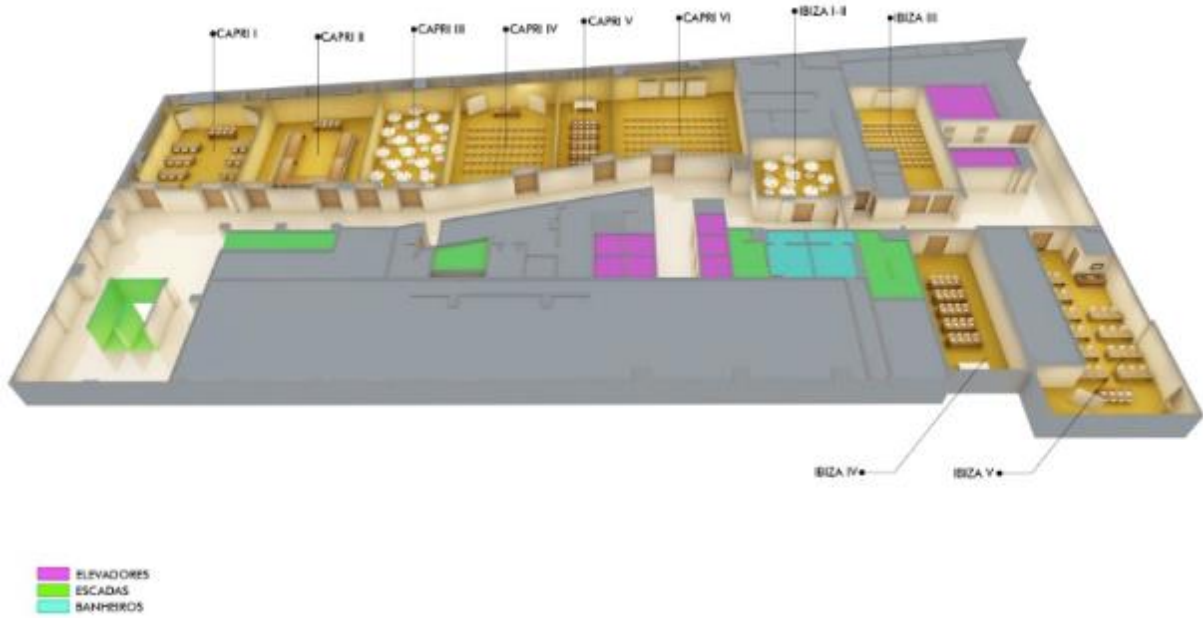 CAPRI I
CAPRI II
CAPRI III
CAPRI IV
CAPRI V
CAPRI VI
IBIZA I-II
IBIZA III
IBIZA IV
IBIZA V
ELEVADORES
ESCADAS
BANHEIROS